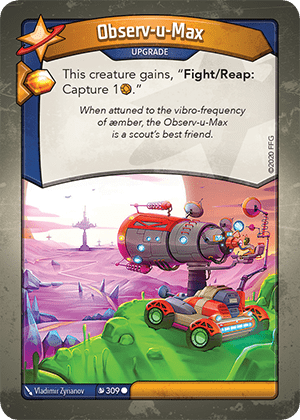 Observ-u-Max
UPGRADE
This creature gains, “Fight/Reap:
Capture 1.”
When attuned to the vibro-frequency
of æmber, the Observ-u-Max
is a scout’s best friend.
©2020 FFG
Vladimir Zyrianov
309